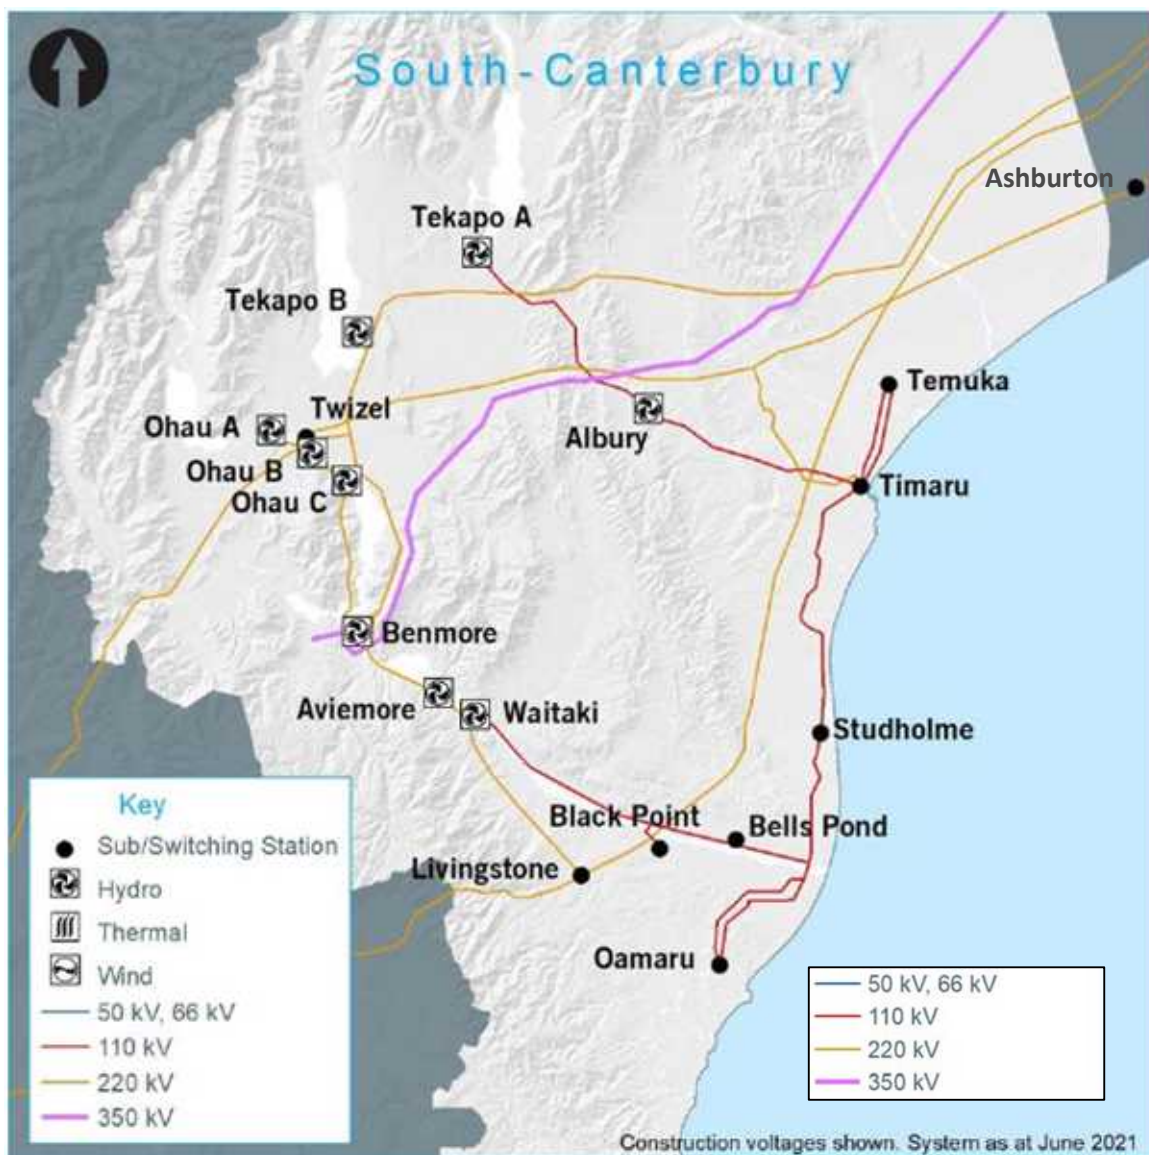 South-Canterbury
Ashburton
Tekapo A
Tekapo B
Temuka
Twizel
Ohau A
Albury
Ohau B
Ohau C
Timaru
Benmore
Aviemore
Waitaki
Studholme
Black Point
Bells Pond
Livingstone
Oamaru
Key
Sub/Switching Station
Hydro
Thermal
Wind
50 kV, 66 kV
110 kV
220 kV
350 kV
50 kV, 66 kV
110 kV
220 kV
350 kV
Construction voltages shown. System as at June 2021